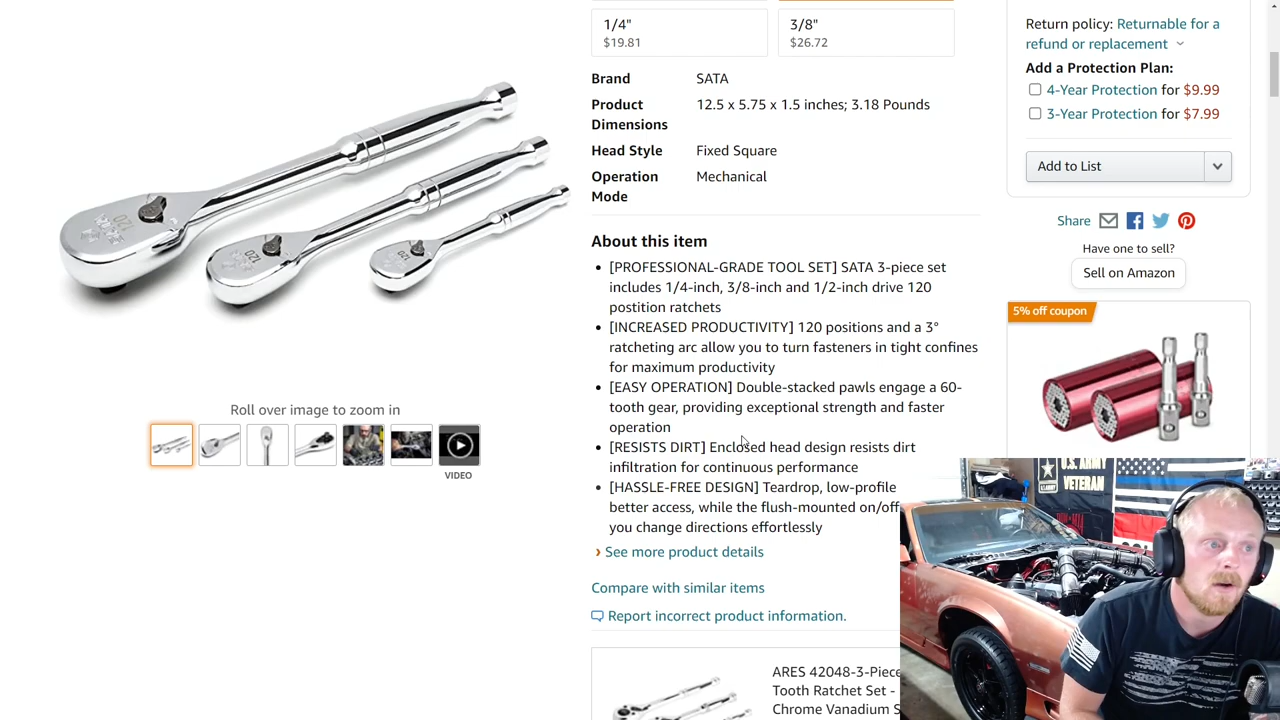 1/4"
$19.81
3/8"
$26.72
Brand
SATA
Product
Dimensions
12.5 x 5.75 x 1.5 inches; 3.18 Pounds
Head Style
Fixed Square
Operation
Mode
Mechanical
About this item
[PROFESSIONAL-GRADE TOOL SET] SATA 3-piece set
includes 1/4-inch, 3/8-inch and 1/2-inch drive 120
postition ratchets
[INCREASED PRODUCTIVITY] 120 positions and a 3°
ratcheting arc allow you to turn fasteners in tight confines
for maximum productivity
[EASY OPERATION] Double-stacked pawls engage a 60-
tooth gear, providing exceptional strength and faster
operation
[RESISTS DIRT] Enclosed head design resists dirt
infiltration for continuous performance
[HASSLE-FREE DESIGN] Teardrop, low-profile
better access, while the flush-mounted on/off
you change directions effortlessly
› See more product details
Compare with similar items
Report incorrect product information.
ARES 42048-3-Piece
Tooth Ratchet Set -
Chrome Vanadium S
120
120
120
Roll over image to zoom in
VIDEO
Return policy: Returnable for a
refund or replacement
Add a Protection Plan:
4-Year Protection for $9.99
3-Year Protection for $7.99
Add to List
Share
Have one to sell?
Sell on Amazon
5% off coupon
U.S. ARMY
VETERAN